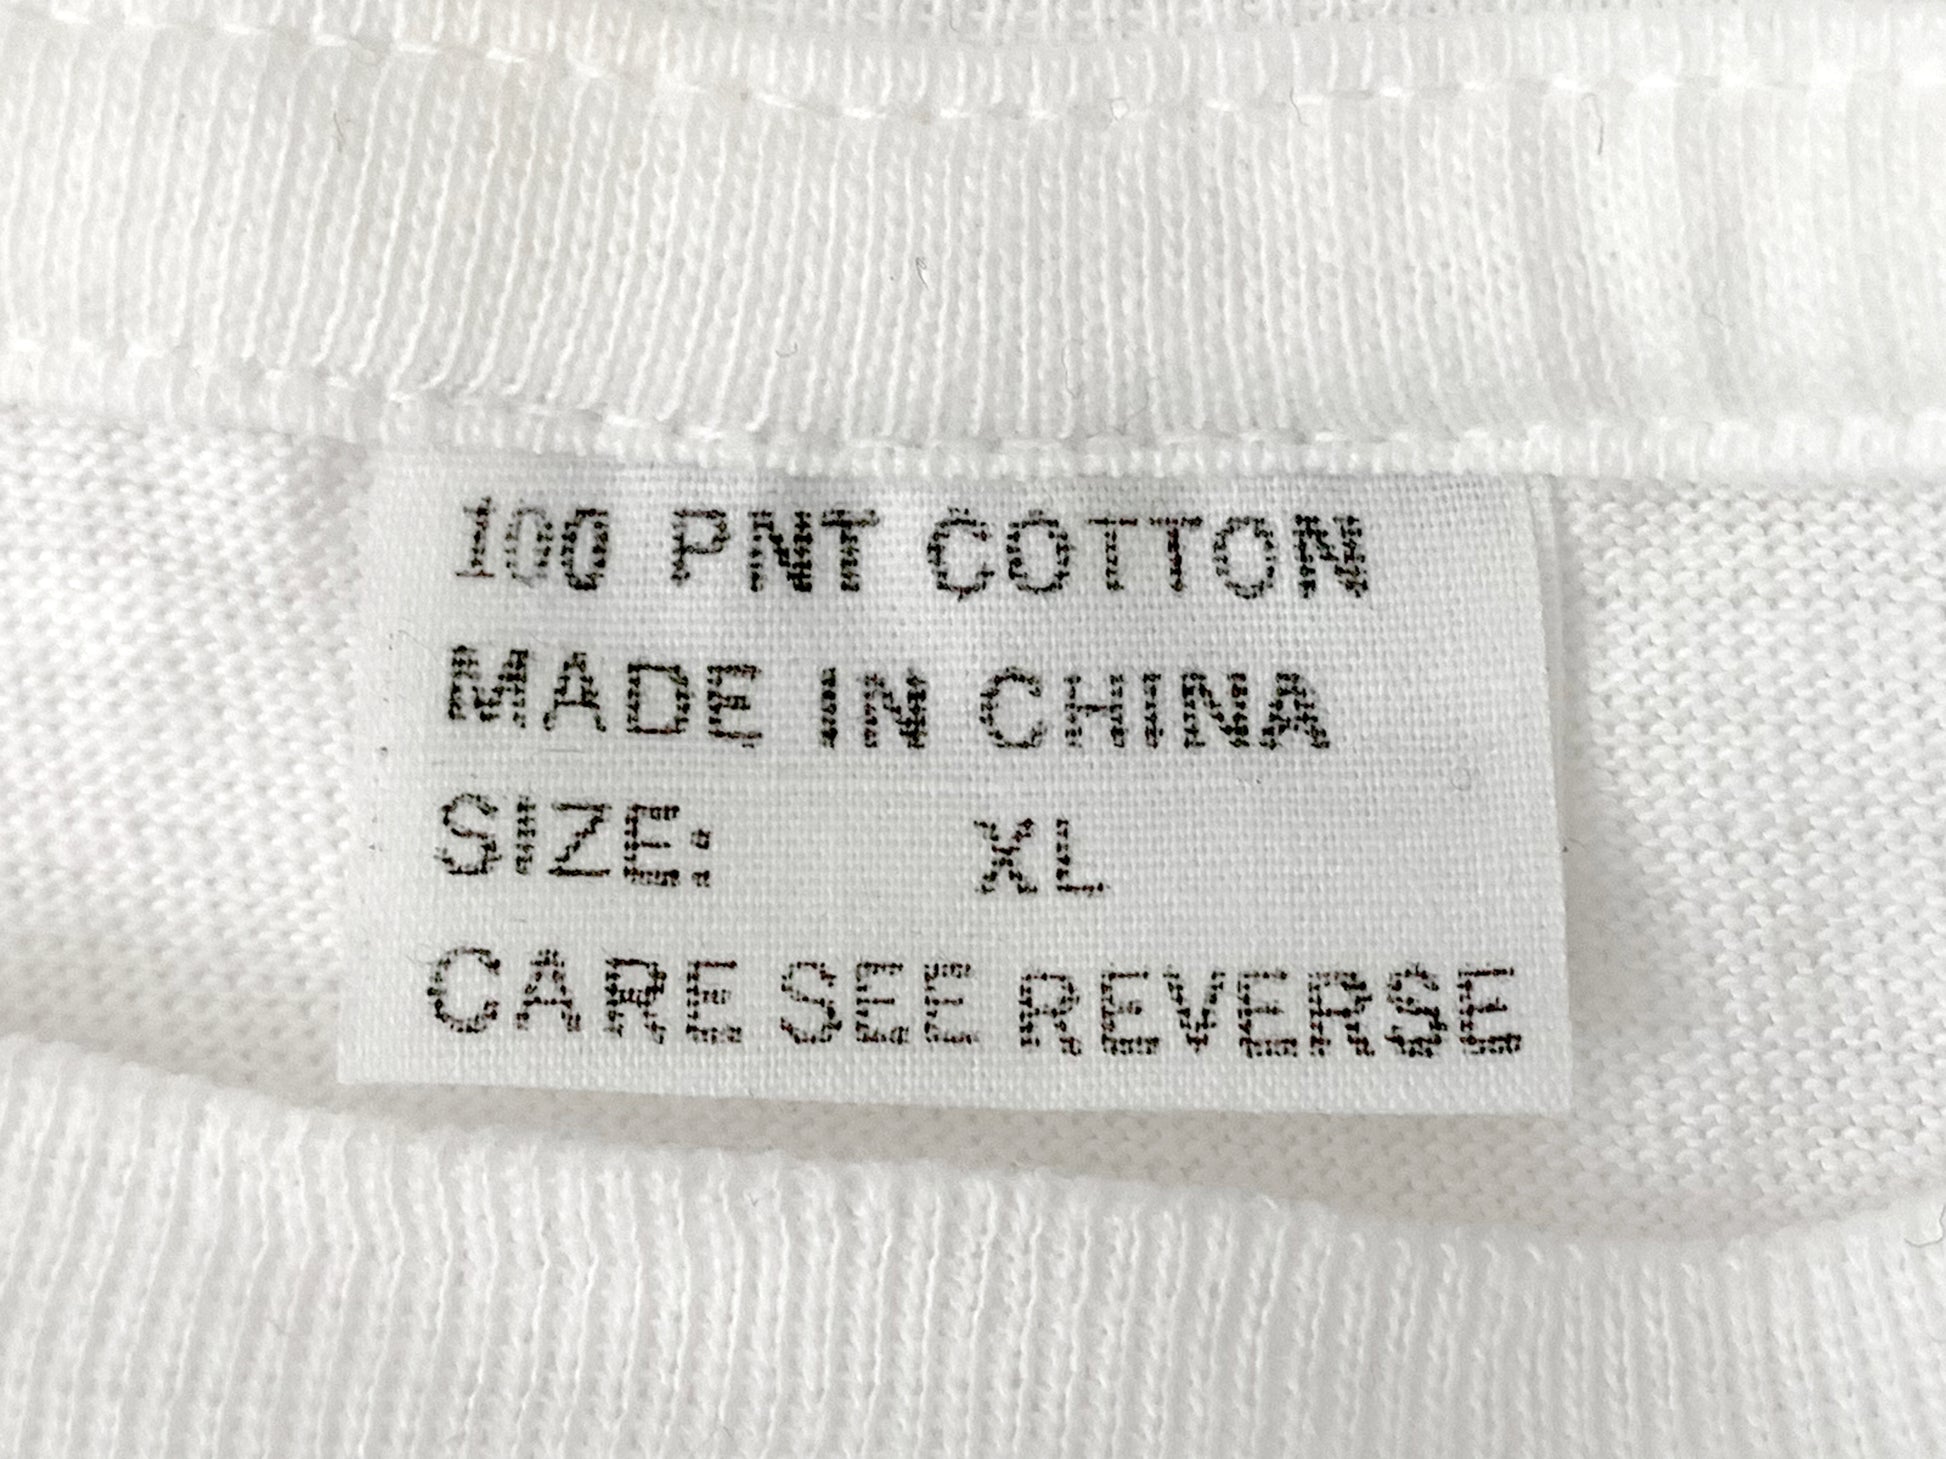 100 PNT COTTON
MADE IN CHINA
SIZE: XL
CARE SEE REVERSE